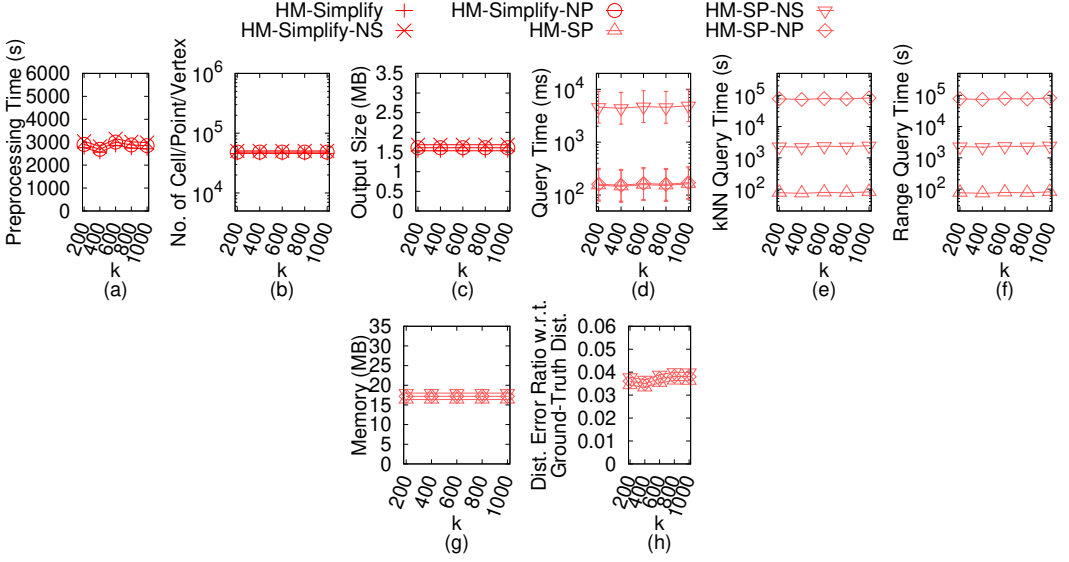 HM-Simplify HM-Simplify-NP HM-SP-NS
HM-Simplify-NS HM-SP HM-SP-NP
Preprocessing Time (s)
6000
5000
4000
3000
2000
1000
0
200 400 600 800 1000
k
(a)
No. of Cell/Point/Vertex
10^6
10^5
10^4
200 400 600 800 1000
k
(b)
Output Size (MB)
3.5
3
2.5
2
1.5
1
0.5
0
200 400 600 800 1000
k
(c)
Query Time (ms)
10^4
10^3
10^2
200 400 600 800 1000
k
(d)
kNN Query Time (s)
10^5
10^4
10^3
10^2
200 400 600 800 1000
k
(e)
Range Query Time (s)
10^5
10^4
10^3
10^2
200 400 600 800 1000
k
(f)
Memory (MB)
35
30
25
20
15
10
5
0
200 400 600 800 1000
k
(g)
Dist. Error Ratio w.r.t.
Ground-Truth Dist.
0.06
0.05
0.04
0.03
0.02
0.01
0
200 400 600 800 1000
k
(h)